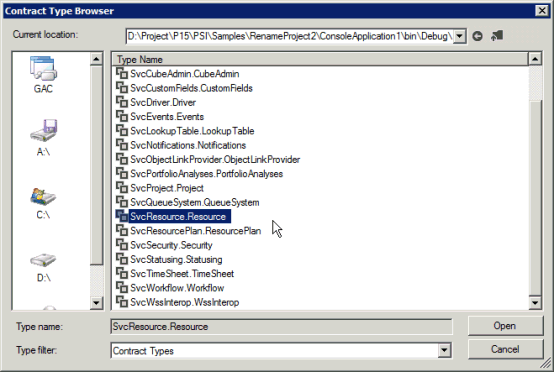 Contract Type Browser
Current location:
D:\Project\P15\PSI\Samples\RenameProject2\ConsoleApplication1\bin\Debug\
Type Name
GAC
A:\
C:\
D:\
SvcCubeAdmin.CubeAdmin
SvcCustomFields.CustomFields
SvcDriver.Driver
SvcEvents.Events
SvcLookupTable.LookupTable
SvcNotifications.Notifications
SvcObjectLinkProvider.ObjectLinkProvider
SvcPortfolioAnalyses.PortfolioAnalyses
SvcProject.Project
SvcQueueSystem.QueueSystem
SvcResource.Resource
SvcResourcePlan.ResourcePlan
SvcSecurity.Security
SvcStatusing.Statusing
SvcTimeSheet.TimeSheet
SvcWorkflow.Workflow
SvcWssInterop.WssInterop
Type name:
SvcResource.Resource
Open
Type filter:
Contract Types
Cancel